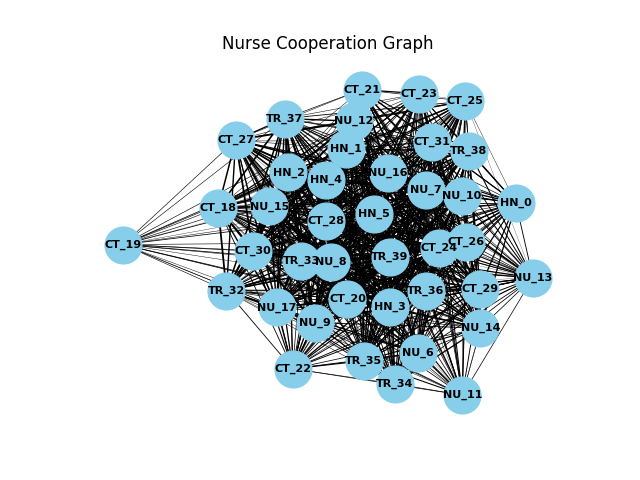 Nurse Cooperation Graph
CT_21
CT_23
CT_25
TR_37
NU_12
CT_27
CT_31
HN_1
TR_38
HN_2
NU_16
HN_4
NU_7
NU_10
HN_0
NU_15
CT_18
HN_5
CT_28
CT_19
CT_26
CT_24
CT_30
TR_39
TR_33
NU_8
NU_13
TR_32
TR_36
CT_29
CT_20
NU_17
HN_3
NU_9
NU_14
NU_6
TR_35
CT_22
TR_34
NU_11